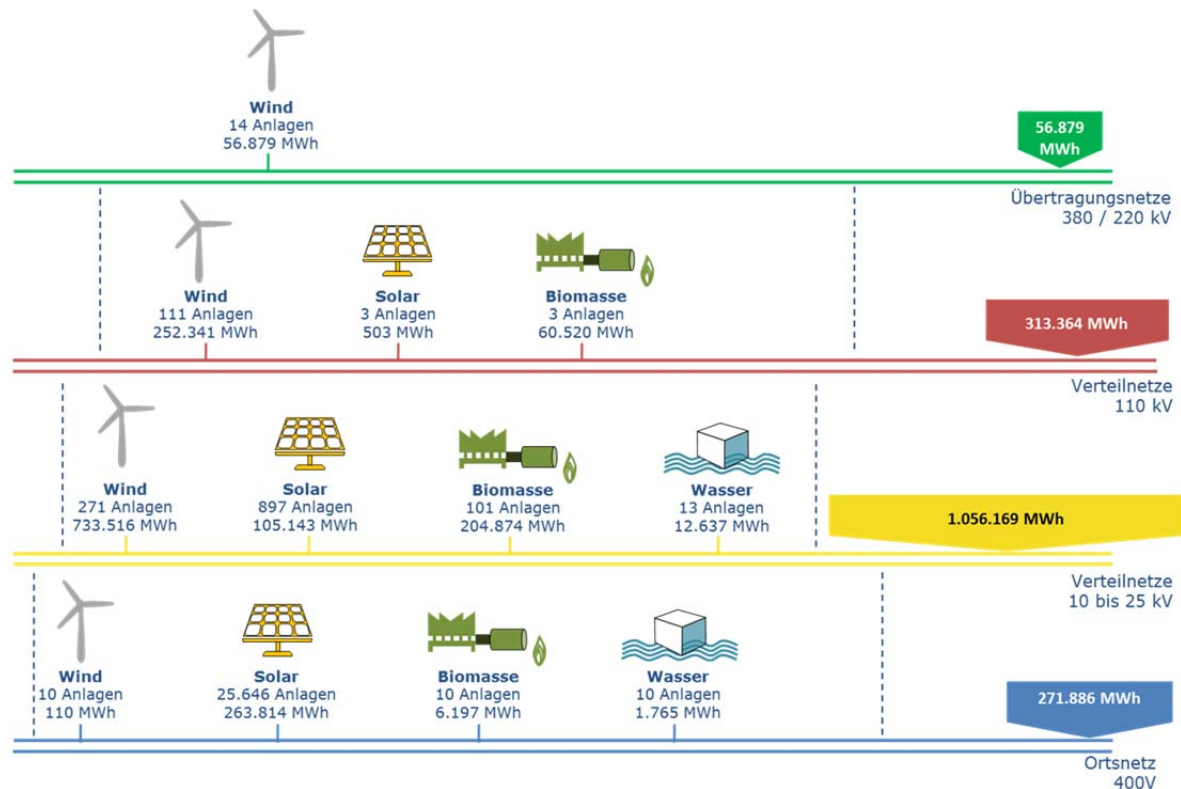 Wind
14 Anlagen
56.879 MWh
56.879
MWh
Übertragungsnetze
380 / 220 kV
Wind
111 Anlagen
252.341 MWh
Solar
3 Anlagen
503 MWh
Biomasse
3 Anlagen
60.520 MWh
313.364 MWh
Verteilnetze
110 kV
Wind
271 Anlagen
733.516 MWh
Solar
897 Anlagen
105.143 MWh
Biomasse
101 Anlagen
204.874 MWh
Wasser
13 Anlagen
12.637 MWh
1.056.169 MWh
Verteilnetze
10 bis 25 kV
Wind
10 Anlagen
110 MWh
Solar
25.646 Anlagen
263.814 MWh
Biomasse
10 Anlagen
6.197 MWh
Wasser
10 Anlagen
1.765 MWh
271.886 MWh
Ortsnetz
400V